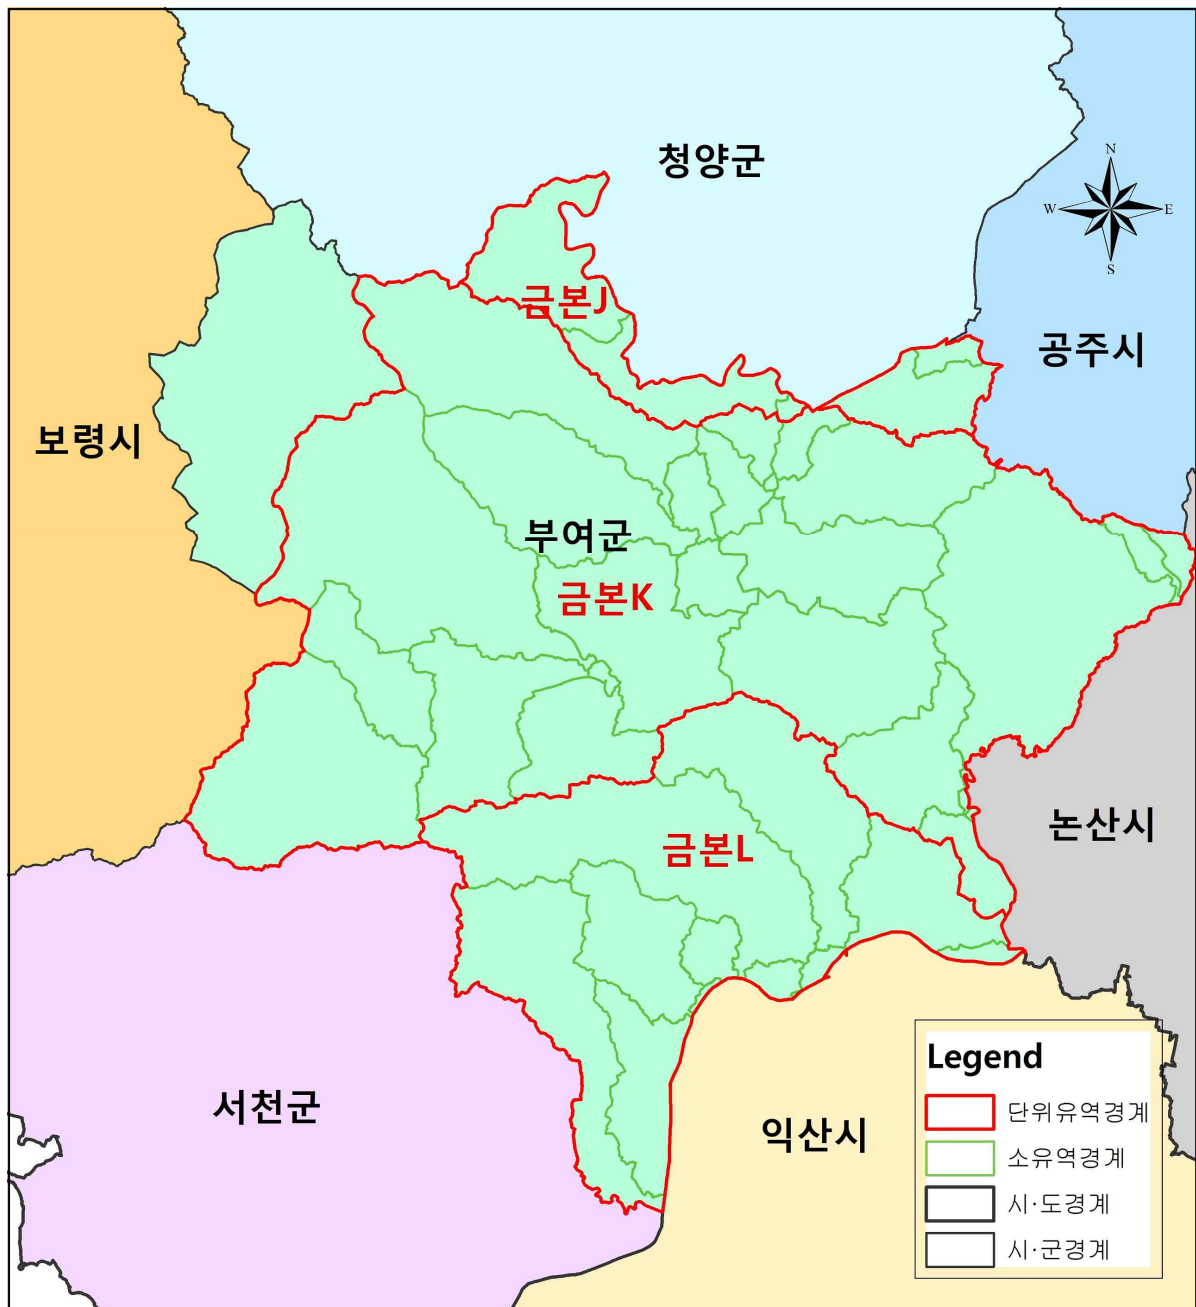 청양군
N
W
E
S
금본J
공주시
보령시
부여군
금본K
논산시
금본L
서천군
익산시
Legend
단위유역경계
소유역경계
시·도경계
시·군경계